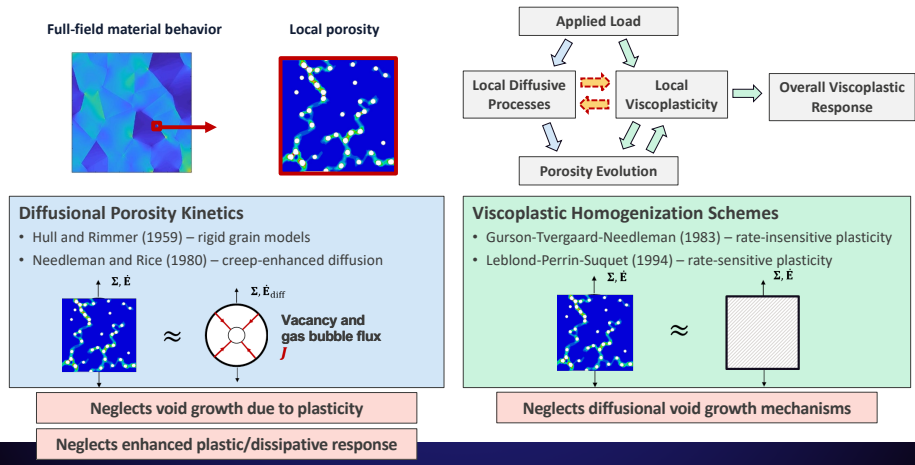 Full-field material behavior
Local porosity
Applied Load
Local Diffusive
Processes
Local
Viscoplasticity
Overall Viscoplastic
Response
Porosity Evolution
Diffusional Porosity Kinetics
• Hull and Rimmer (1959) – rigid grain models
• Needleman and Rice (1980) – creep-enhanced diffusion
Σ, Ė
≈
Σ, Ė_diff
Vacancy and
gas bubble flux
J
Neglects void growth due to plasticity
Neglects enhanced plastic/dissipative response
Viscoplastic Homogenization Schemes
• Gurson-Tvergaard-Needleman (1983) – rate-insensitive plasticity
• Leblond-Perrin-Suquet (1994) – rate-sensitive plasticity
Σ, Ė
≈
Σ, Ė
Neglects diffusional void growth mechanisms